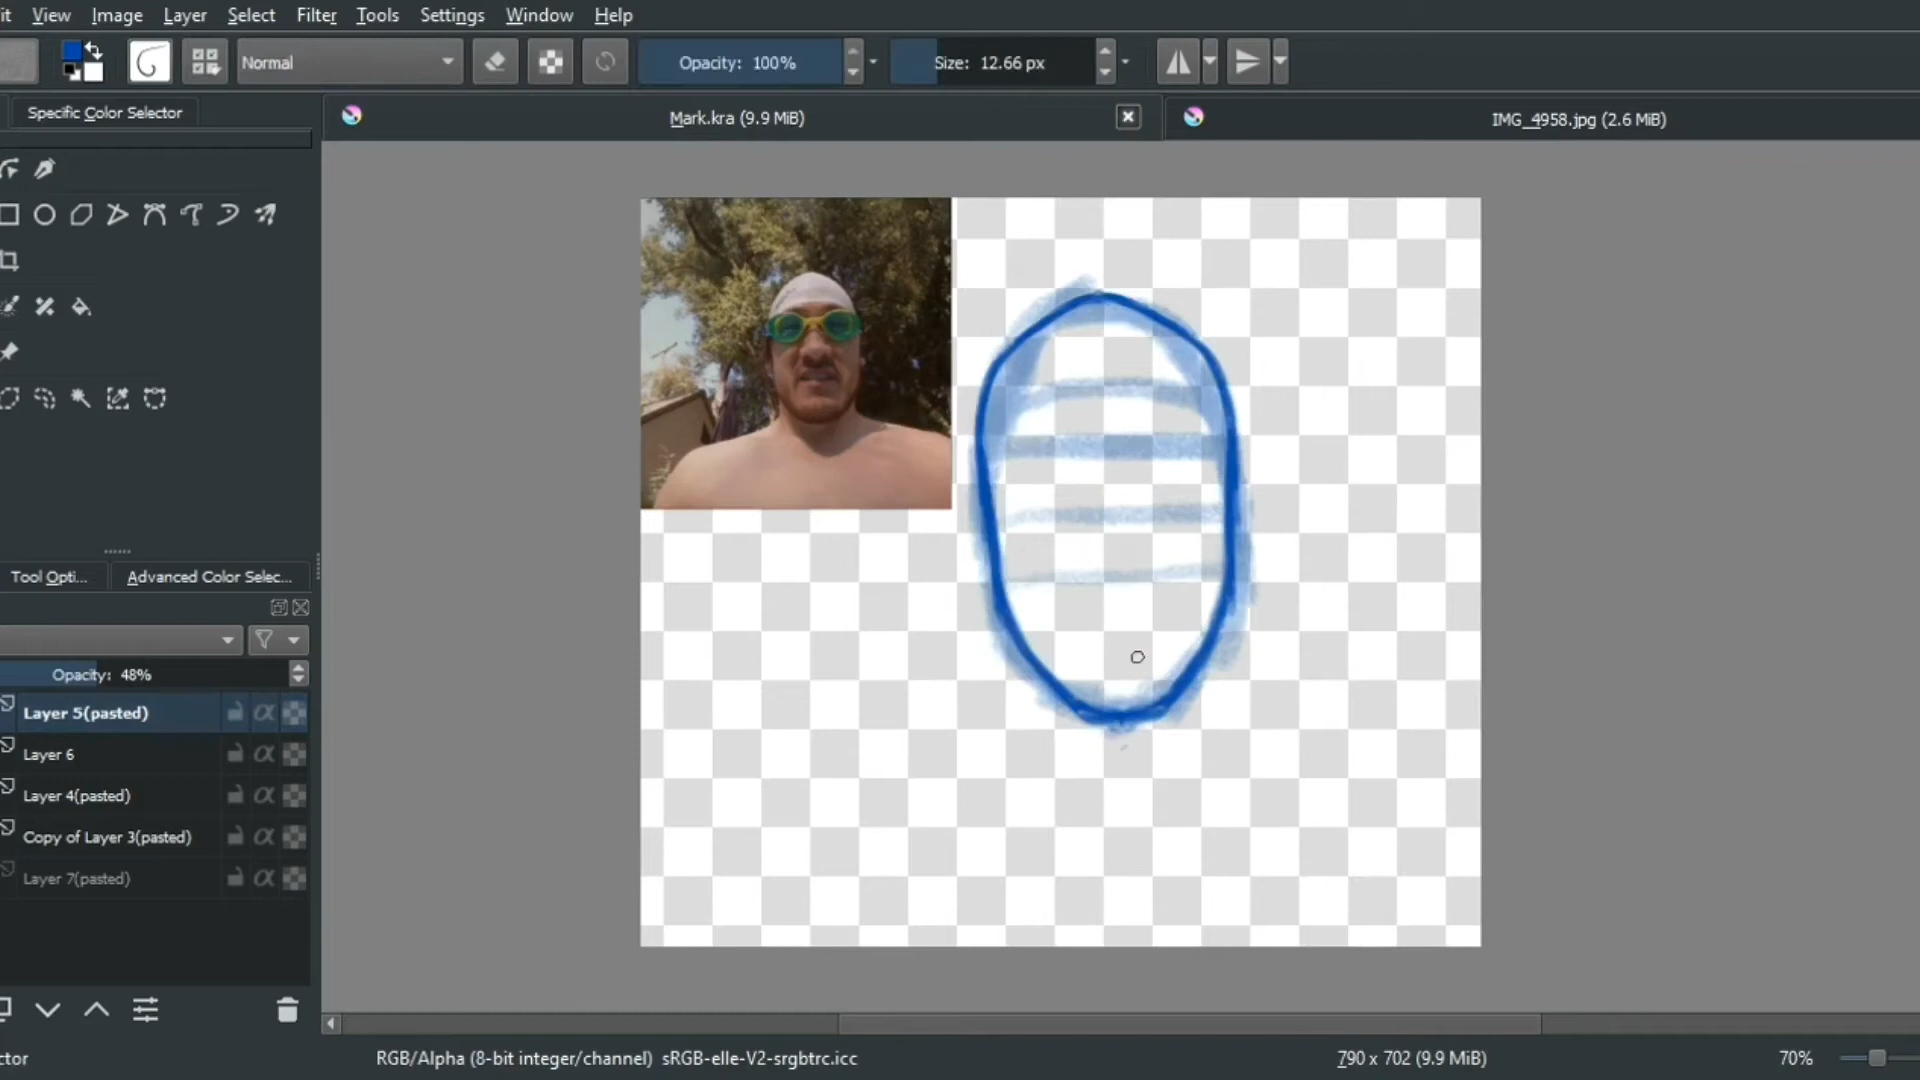 it View Image Layer Select Filter Tools Settings Window Help
Normal Opacity: 100% Size: 12.66 px
Specific Color Selector
Mark.kra (9.9 MiB) IMG_4958.jpg (2.6 MiB)
Tool Opti... Advanced Color Selec...
Opacity: 48%
Layer 5(pasted)
Layer 6
Layer 4(pasted)
Copy of Layer 3(pasted)
Layer 7(pasted)
ctor RGB/Alpha (8-bit integer/channel) sRGB-elle-V2-srgbtrc.icc 790 x 702 (9.9 MiB) 70%